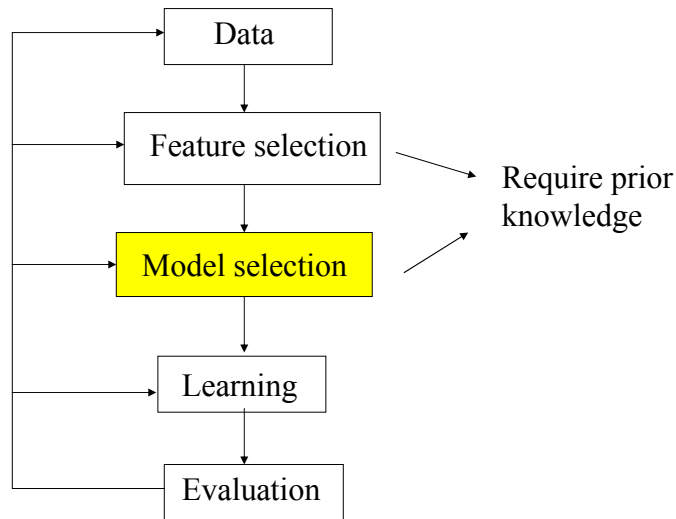 Data
Feature selection
Require prior
knowledge
Model selection
Learning
Evaluation